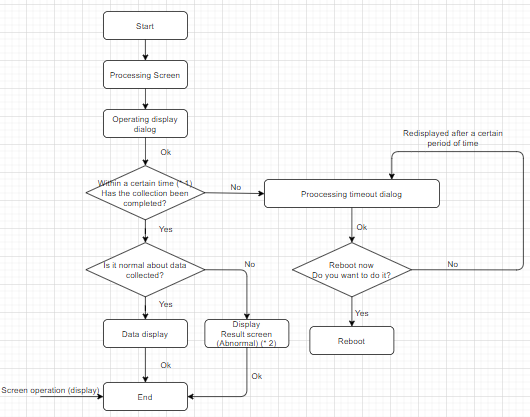 Start
Processing Screen
Operating display
dialog
Ok
Redisplayed after a certain
period of time
Within a certain time (* 1)
Has the collection been
completed?
No
Proocessing timeout dialog
Yes
Ok
Is it normal about data
collected?
No
Reboot now
Do you want to do it?
No
Yes
Yes
Data display
Display
Result screen
(Abnormal) (* 2)
Reboot
Ok
Ok
Screen operation (display)
End